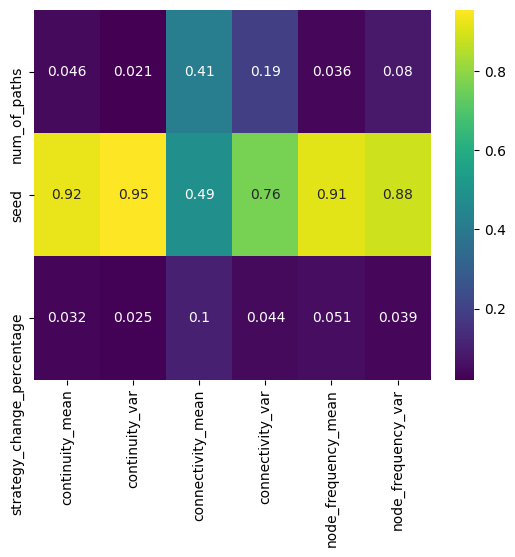 num_of_paths
0.046 0.021 0.41 0.19 0.036 0.08
seed
0.92 0.95 0.49 0.76 0.91 0.88
strategy_change_percentage
0.032 0.025 0.1 0.044 0.051 0.039
continuity_mean
continuity_var
connectivity_mean
connectivity_var
node_frequency_mean
node_frequency_var
0.8
0.6
0.4
0.2